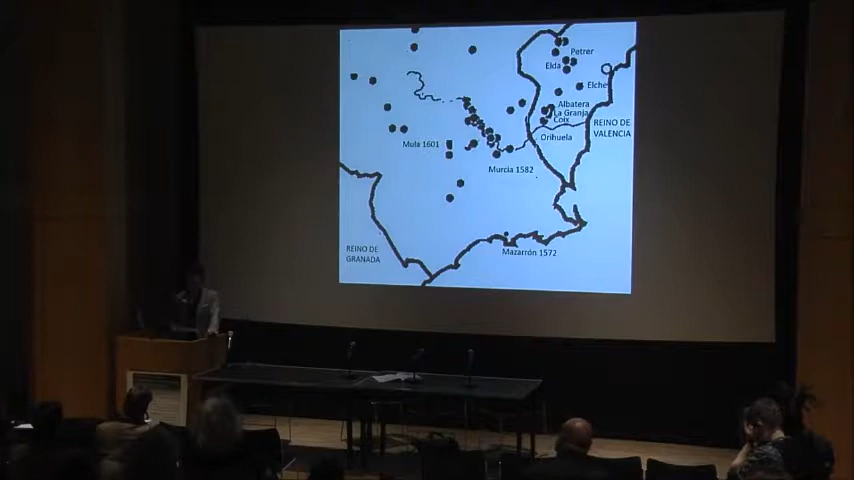 Petrer
Elda
Elche
Albatera
La Granja
Coix
REINO DE
VALENCIA
Orihuela
Mula 1601
Murcia 1582
REINO DE
GRANADA
Mazarrón 1572